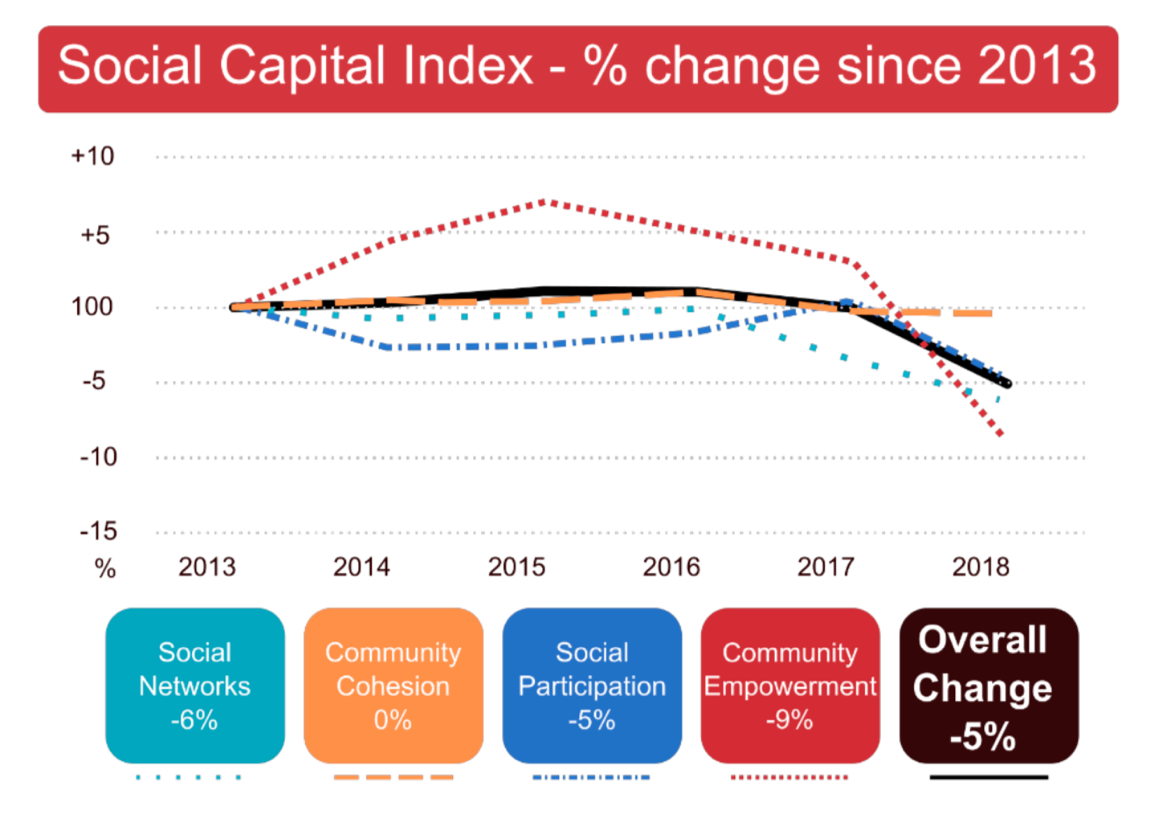 Social Capital Index - % change since 2013
+10
+5
100
-5
-10
-15
% 2013 2014 2015 2016 2017 2018
Social
Networks
-6%
Community
Cohesion
0%
Social
Participation
-5%
Community
Empowerment
-9%
Overall
Change
-5%